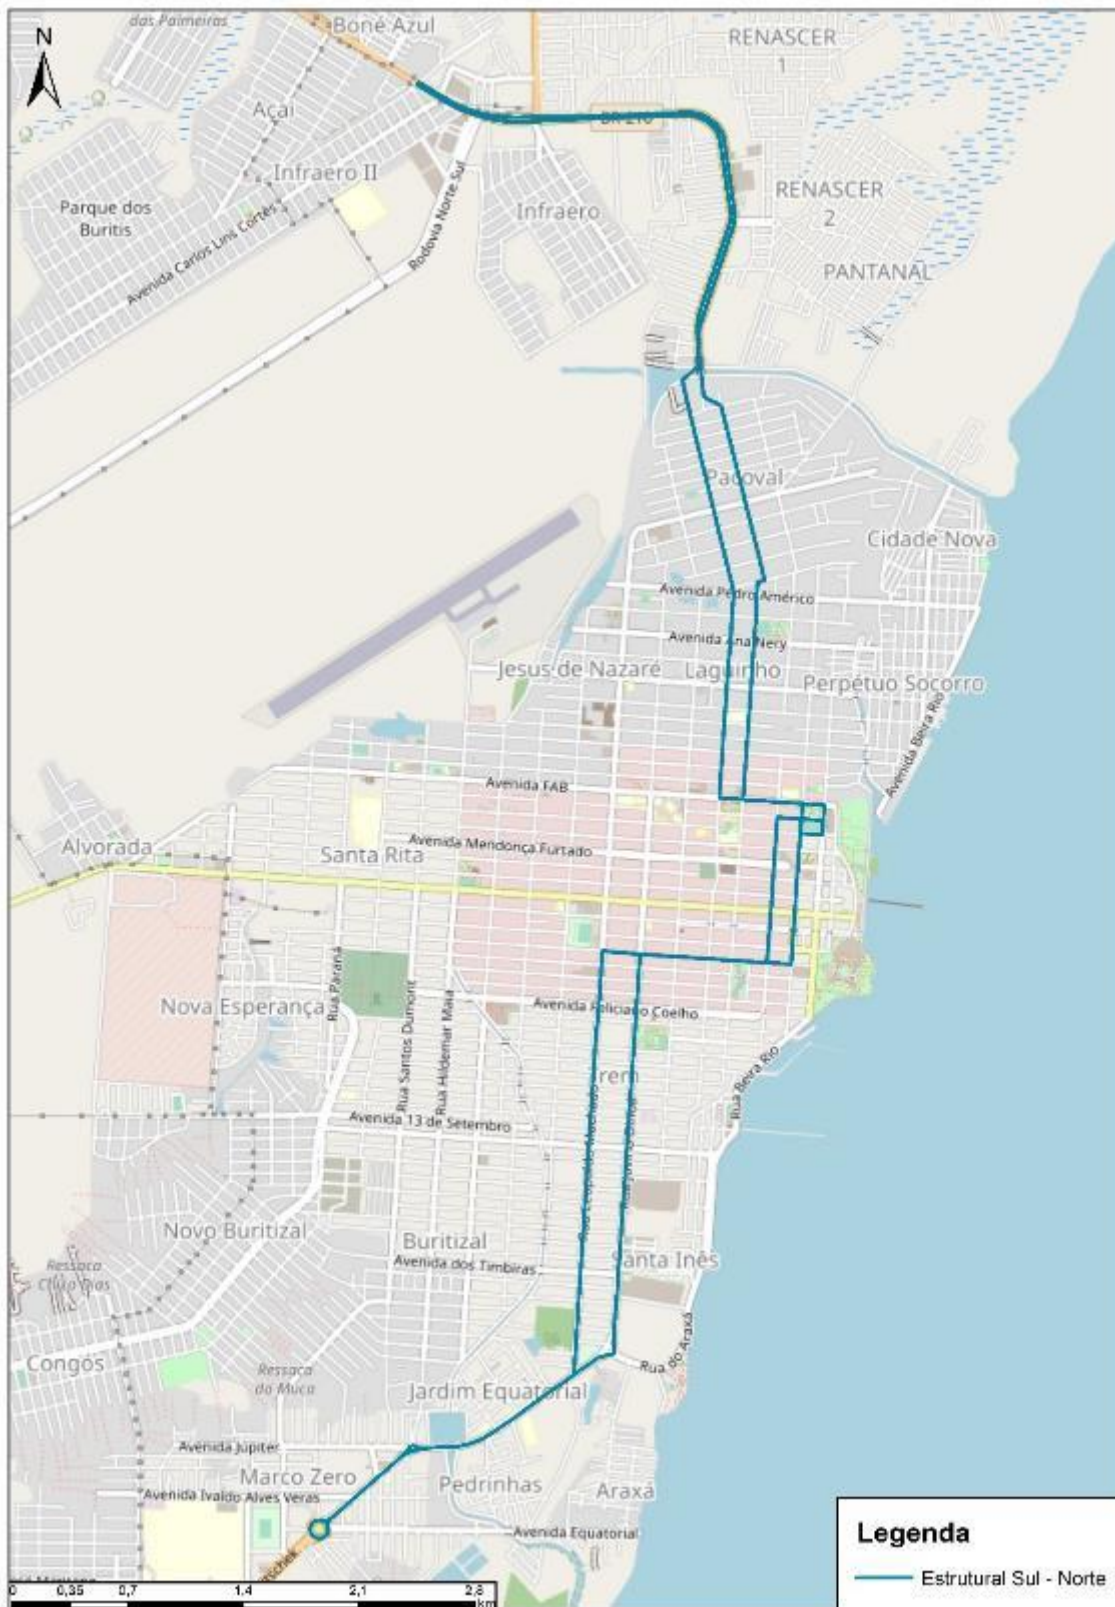 das Palmeiras
Boné Azul
RENASCER
1
N
Açaí
BR 210
Infraero II
Parque dos
Buritis
Avenida Carlos Lins Cortês
Rodovia Norte Sul
Infraero
RENASCER
2
PANTANAL
Pacoval
Cidade Nova
Avenida Pedro Américo
Avenida Ana Nery
Jesus de Nazaré
Laguinho
Perpétuo Socorro
Avenida Beira Rio
Avenida FAB
Alvorada
Santa Rita
Avenida Mendonça Furtado
Rua Paraná
Nova Esperança
Rua Santos Dumont
Rua Hildemar Maia
Avenida Feliciano Coelho
rem
Rua Beira Rio
Avenida 13 de Setembro
Rua Leopoldo Machado
Novo Buritizal
Buritizal
Avenida dos Timbiras
Santa Inês
Ressaca
Congós
Ressaca
do Muca
Rua do Araxá
Jardim Equatorial
Avenida Júpiter
Marco Zero
Pedrinhas
Araxá
Avenida Ivaldo Alves Veras
Avenida Equatorial
Legenda
Estrutural Sul - Norte
0 0,35 0,7 1.4 2,1 2,8
km